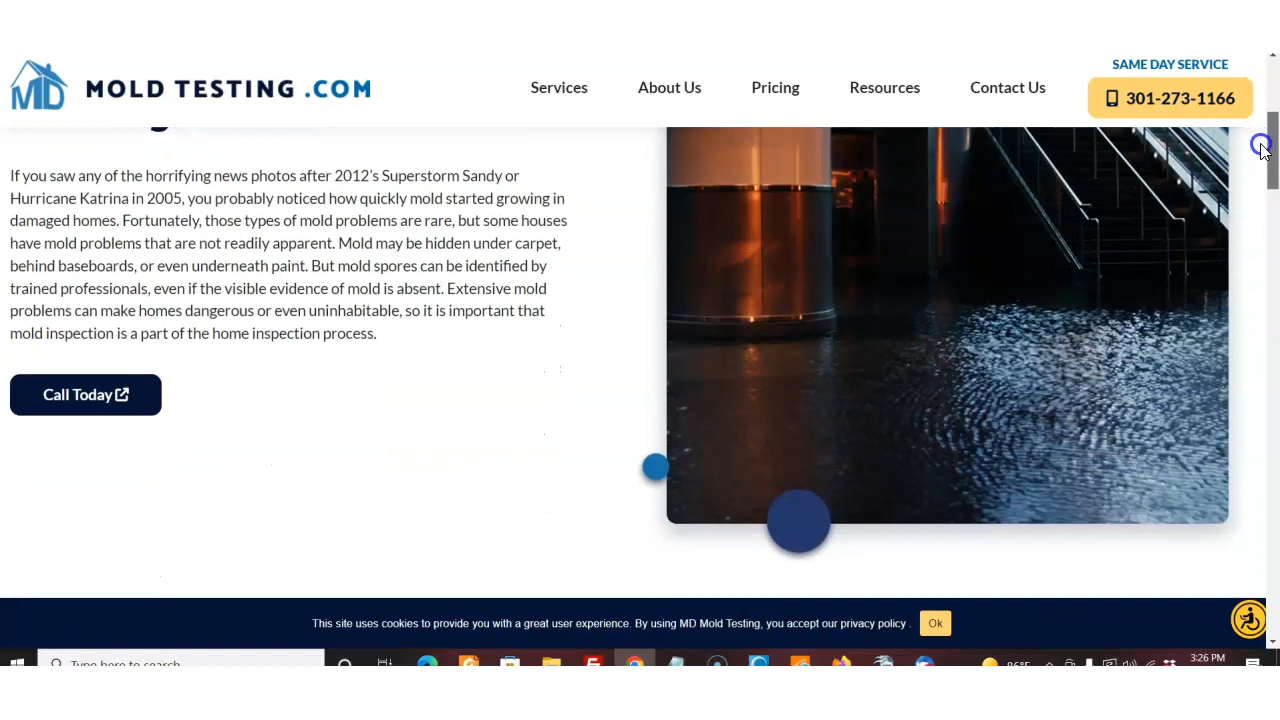 SAME DAY SERVICE
MD MOLD TESTING .COM
Services
About Us
Pricing
Resources
Contact Us
301-273-1166
If you saw any of the horrifying news photos after 2012's Superstorm Sandy or
Hurricane Katrina in 2005, you probably noticed how quickly mold started growing in
damaged homes. Fortunately, those types of mold problems are rare, but some houses
have mold problems that are not readily apparent. Mold may be hidden under carpet,
behind baseboards, or even underneath paint. But mold spores can be identified by
trained professionals, even if the visible evidence of mold is absent. Extensive mold
problems can make homes dangerous or even uninhabitable, so it is important that
mold inspection is a part of the home inspection process.
Call Today
This site uses cookies to provide you with a great user experience. By using MD Mold Testing, you accept our privacy policy .
Ok
Type here to search
96°F
3:26 PM